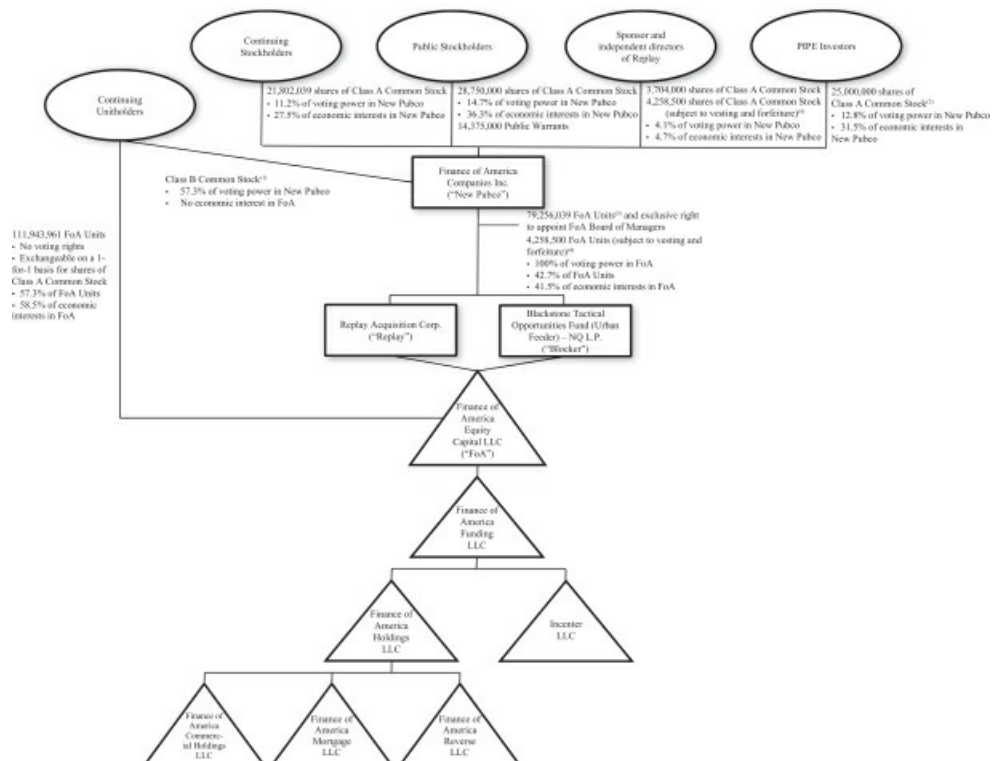 Continuing
Stockholders
Public Stockholders
Sponsor and
independent directors
of Replay
PIPE Investors
Continuing
Unitholders
21,802,039 shares of Class A Common Stock
• 11.2% of voting power in New Pubco
• 27.5% of economic interests in New Pubco
28,750,000 shares of Class A Common Stock
• 14.7% of voting power in New Pubco
• 36.3% of economic interests in New Pubco
14,375,000 Public Warrants
3,704,000 shares of Class A Common Stock
4,258,500 shares of Class A Common Stock
(subject to vesting and forfeiture)
• 4.1% of voting power in New Pubco
• 4.7% of economic interests in New Pubco
25,000,000 shares of
Class A Common Stock
• 12.8% of voting power in New Pubco
• 31.5% of economic interests in
New Pubco
Class B Common Stock
• 57.3% of voting power in New Pubco
• No economic interest in FoA
Finance of America
Companies Inc.
("New Pubco")
79,256,039 FoA Units and exclusive right
to appoint FoA Board of Managers
4,258,500 FoA Units (subject to vesting and
forfeiture)
• 100% of voting power in FoA
• 42.7% of FoA Units
• 41.5% of economic interests in FoA
111,943,961 FoA Units
• No voting rights
• Exchangeable on a 1-
for-1 basis for shares of
Class A Common Stock
• 57.3% of FoA Units
• 58.5% of economic
interests in FoA
Replay Acquisition Corp.
("Replay")
Blackstone Tactical
Opportunities Fund (Urban
Feeder) – NQ L.P.
("Blocker")
Finance of
America
Equity
Capital LLC
("FoA")
Finance of
America
Funding
LLC
Finance of
America
Holdings
LLC
Incenter
LLC
Finance of
America
Commerc-
ial Holdings
LLC
Finance of
America
Mortgage
LLC
Finance of
America
Reverse
LLC